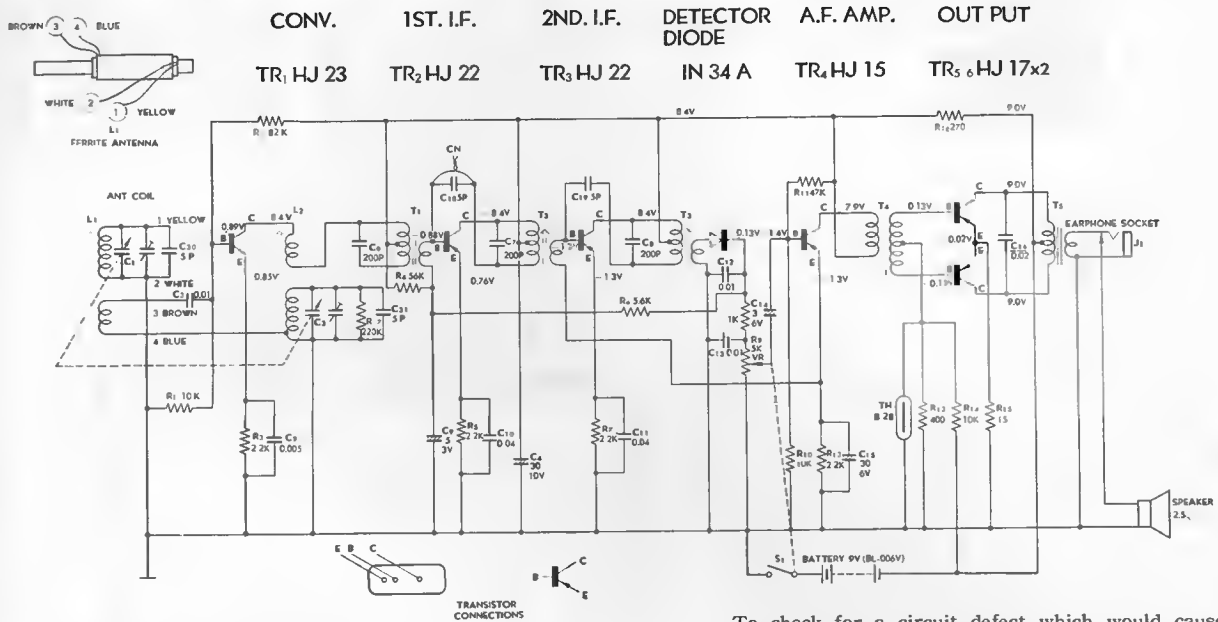 CONV. 1ST. I.F. 2ND. I.F. DETECTOR DIODE A.F. AMP. OUT PUT
TR1 HJ 23 TR2 HJ 22 TR3 HJ 22 IN 34 A TR4 HJ 15 TR5 6 HJ 17x2
BROWN 3 4 BLUE
WHITE 2 1 YELLOW
L1
FERRITE ANTENNA
8.4V 9.0V
82K R16 270
CN
C18 5P C19 5P R11 47K
ANT COIL
L1 1 YELLOW C30 5P C1
2 WHITE
0.01
3 BROWN
4 BLUE
0.89V B C E 8.4V L2 0.85V
C6 200P T1
0.88V B C E 8.4V 0.76V
200P
B C E 8.4V 1.3V
C8 200P
0.13V 1.4V
B C E 7.9V 1.3V T4
0.13V C E 0.02V E C 9.0V 9.0V
C16 0.02 T5
EARPHONE SOCKET
J1
R4 56K
R6 5.6K
C3 220K C31 5P
C12 0.01
1K C14 3 6V
0.01 R9 5K VR
R1 10K
R3 2.2K C5 0.005
C9 5 3V
R5 2.2K C10 0.04
C4 30 10V
R7 2.2K C11 0.04
R10
2.2K C15 30 6V
TH B 28
400
R14 10K
R15 15
SPEAKER
2.5
E B C
B C E
TRANSISTOR
CONNECTIONS
S1 BATTERY 9V (BL-006V)
To check for a circuit defect which would cause